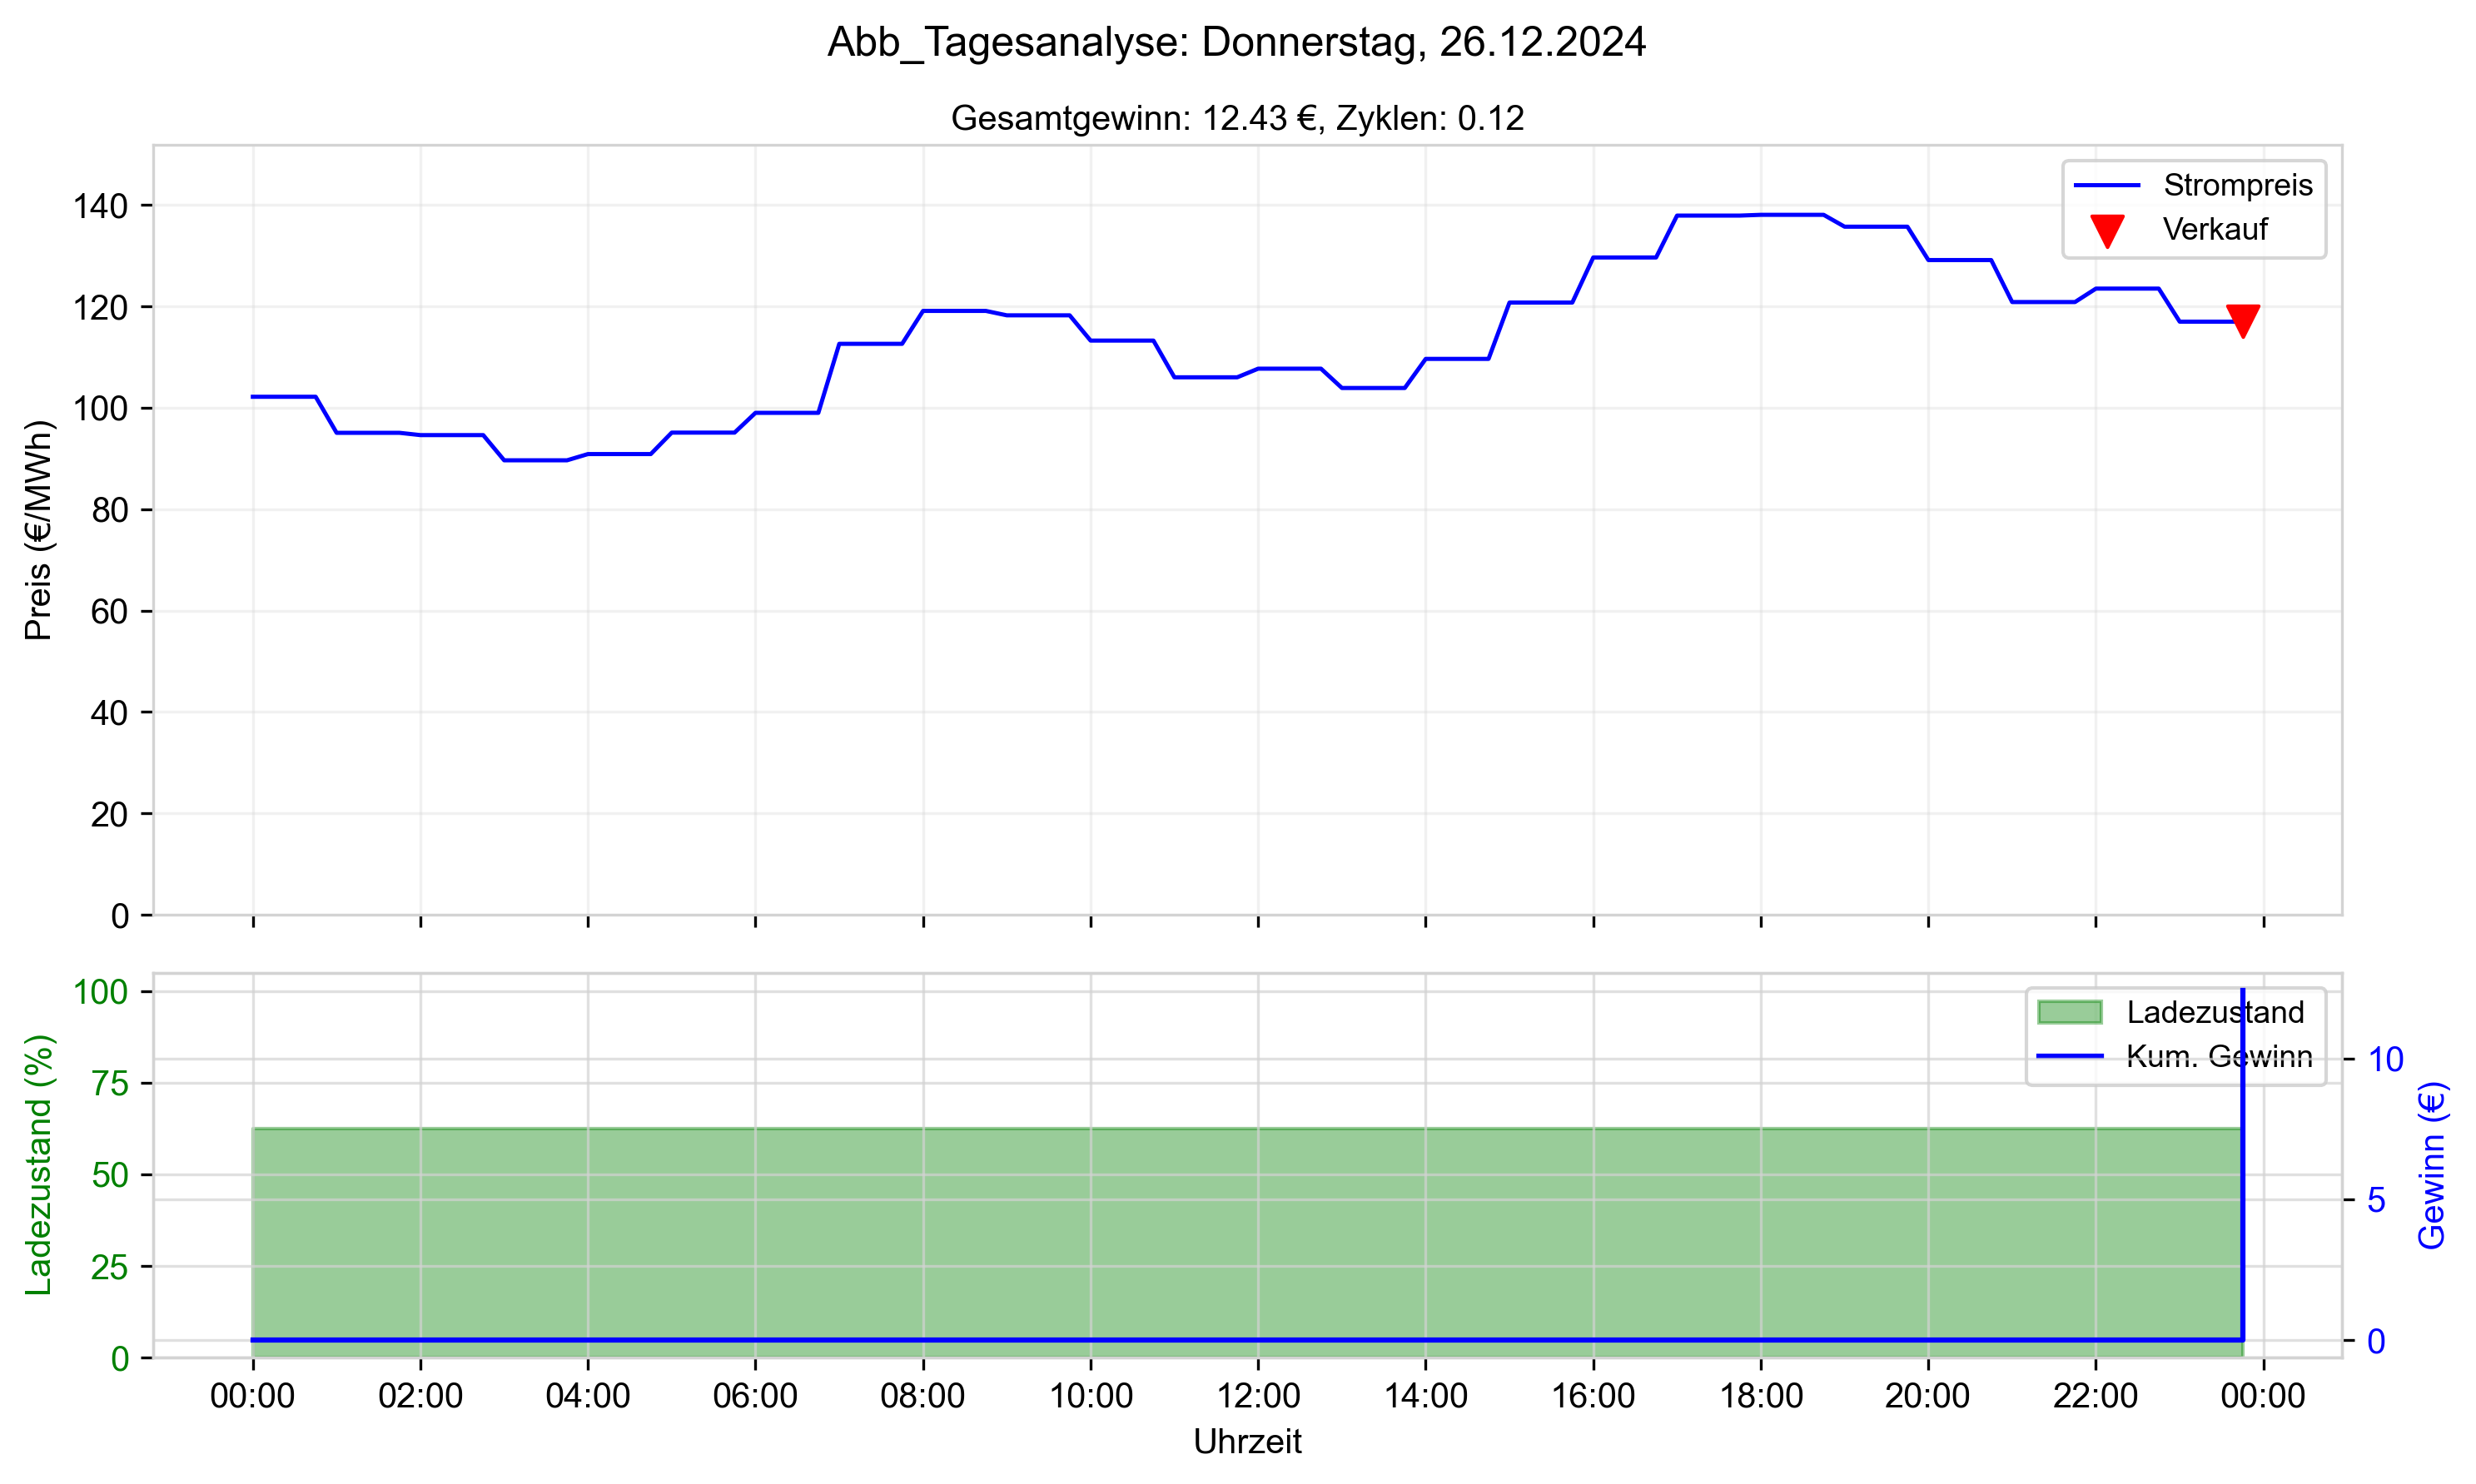 Abb_Tagesanalyse: Donnerstag, 26.12.2024
Gesamtgewinn: 12.43 €, Zyklen: 0.12
Preis (€/MWh)
140
120
100
80
60
40
20
0
Strompreis
Verkauf
Ladezustand (%)
100
75
50
25
0
Ladezustand
Kum. Gewinn
10
5
0
Gewinn (€)
00:00 02:00 04:00 06:00 08:00 10:00 12:00 14:00 16:00 18:00 20:00 22:00 00:00
Uhrzeit